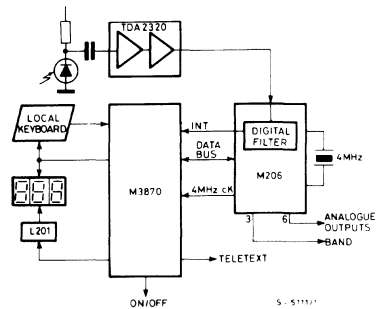 TDA2320
LOCAL
KEYBOARD
INT
DATA
BUS
4MHz cK
M3870
DIGITAL
FILTER
M206
4MHz
3
6
ANALOGUE
OUTPUTS
BAND
888
L201
TELETEXT
ON/OFF
S-5111/1